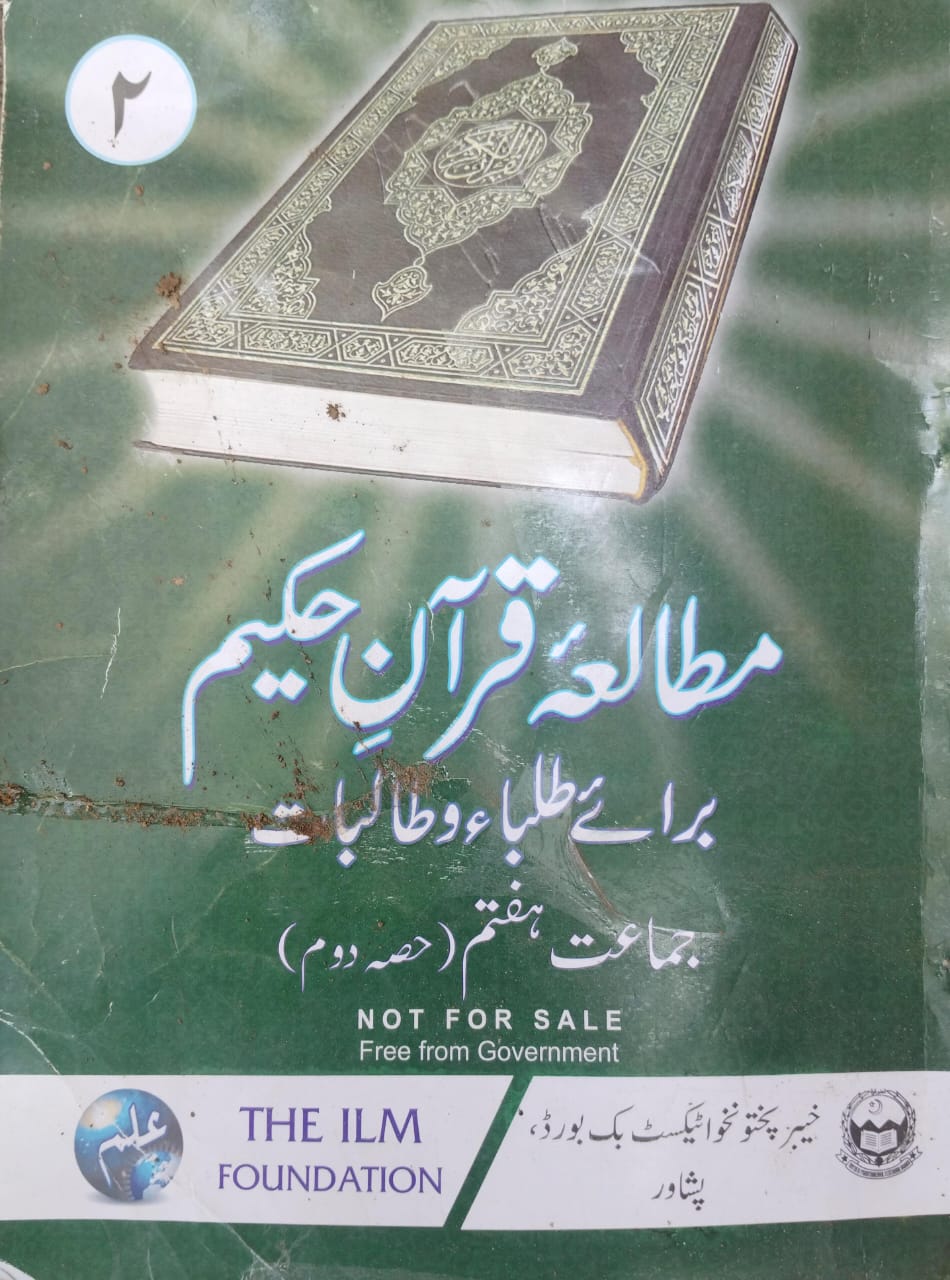 ٢
مطالعۂ قرآنِ حکیم
برائے طلباء و طالبات
جماعت ہفتم (حصہ دوم)
NOT FOR SALE
Free from Government
علم
THE ILM
FOUNDATION
خیبر پختونخوا ٹیکسٹ بک بورڈ،
پشاور